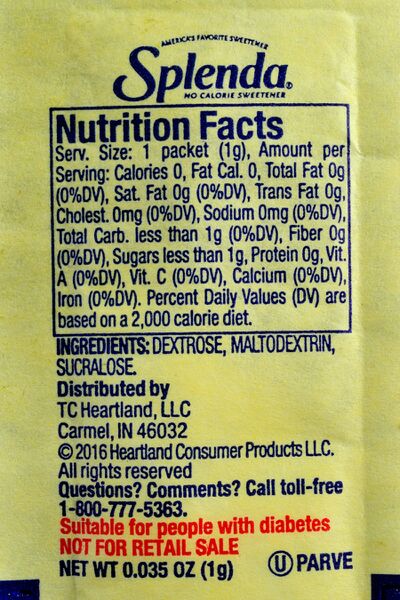 AMERICA'S FAVORITE SWEETENER
Splenda®
NO CALORIE SWEETENER
Nutrition Facts
Serv. Size: 1 packet (1g), Amount per
Serving: Calories 0, Fat Cal. 0, Total Fat 0g
(0%DV), Sat. Fat 0g (0%DV), Trans Fat 0g,
Cholest. 0mg (0%DV), Sodium 0mg (0%DV),
Total Carb. less than 1g (0%DV), Fiber 0g
(0%DV), Sugars less than 1g, Protein 0g, Vit.
A (0%DV), Vit. C (0%DV), Calcium (0%DV),
Iron (0%DV). Percent Daily Values (DV) are
based on a 2,000 calorie diet.
INGREDIENTS: DEXTROSE, MALTODEXTRIN,
SUCRALOSE.
Distributed by
TC Heartland, LLC
Carmel, IN 46032
© 2016 Heartland Consumer Products LLC.
All rights reserved
Questions? Comments? Call toll-free
1-800-777-5363.
Suitable for people with diabetes
NOT FOR RETAIL SALE
NET WT 0.035 OZ (1g) Ⓤ PARVE